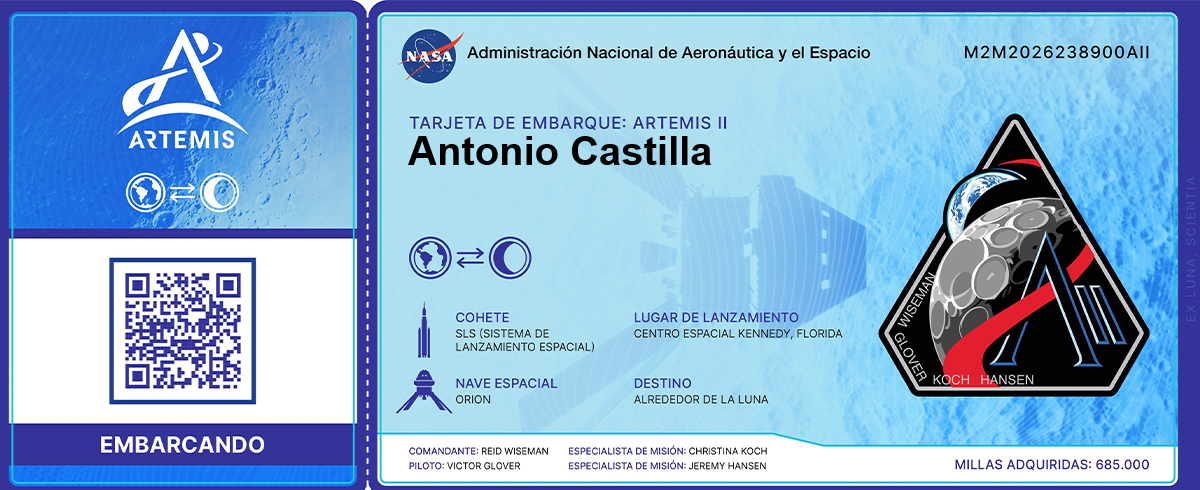 ARTEMIS
EMBARCANDO
NASA
Administración Nacional de Aeronáutica y el Espacio
M2M2026238900AII
TARJETA DE EMBARQUE: ARTEMIS II
Antonio Castilla
COHETE
SLS (SISTEMA DE
LANZAMIENTO ESPACIAL)
LUGAR DE LANZAMIENTO
CENTRO ESPACIAL KENNEDY, FLORIDA
NAVE ESPACIAL
ORION
DESTINO
ALREDEDOR DE LA LUNA
WISEMAN
GLOVER
KOCH HANSEN
AII
EX LUNA, SCIENTIA
COMANDANTE: REID WISEMAN
PILOTO: VICTOR GLOVER
ESPECIALISTA DE MISIÓN: CHRISTINA KOCH
ESPECIALISTA DE MISIÓN: JEREMY HANSEN
MILLAS ADQUIRIDAS: 685.000